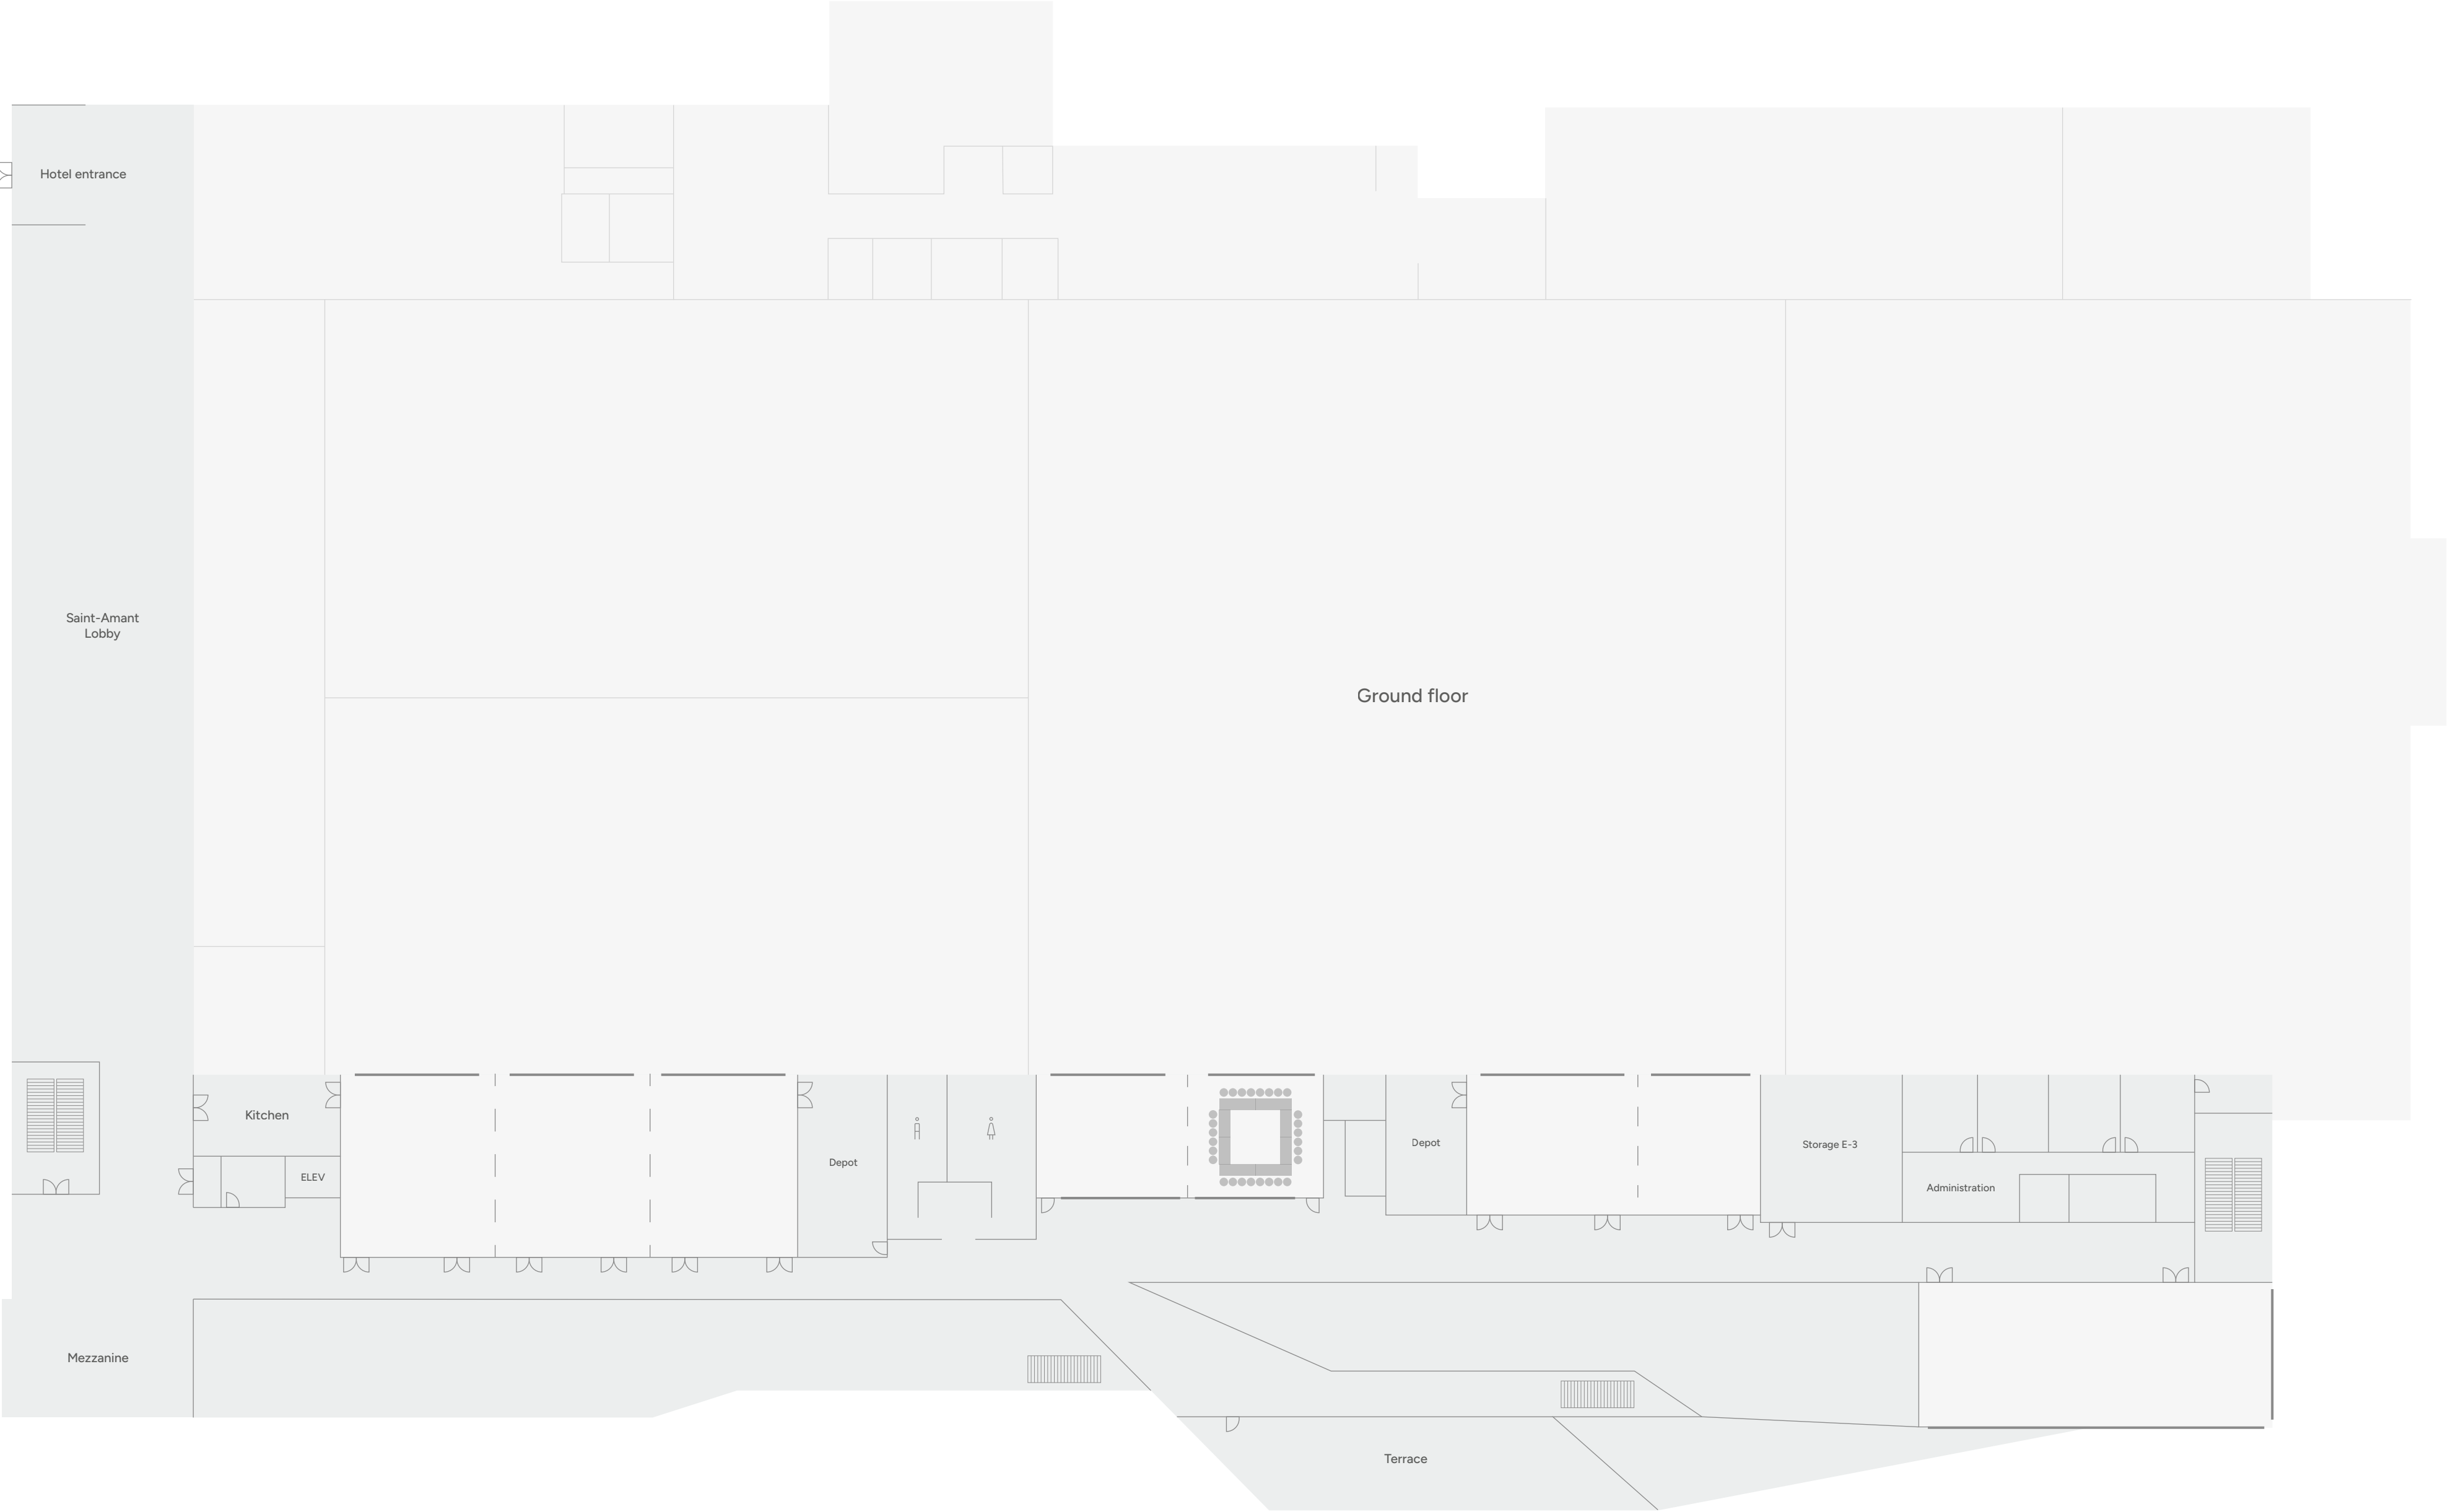 Hotel entrance
Saint-Amant
Lobby
Ground floor
Kitchen
ELEV
Depot
Depot
Storage E-3
Administration
Mezzanine
Terrace